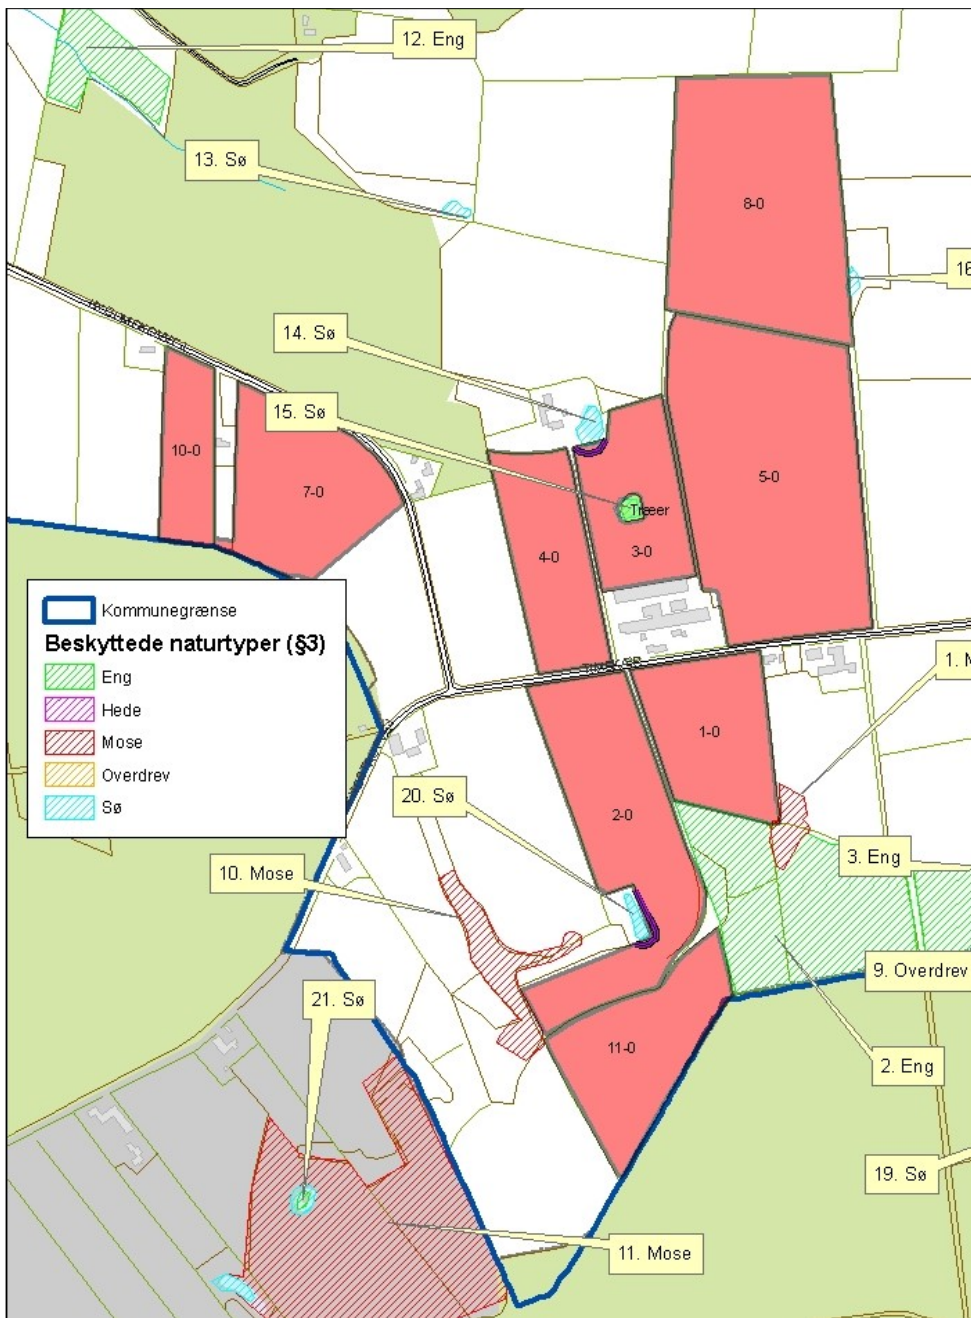 12. Eng
13. Sø
8-0
16
14. Sø
15. Sø
10-0
7-0
5-0
Træer
4-0
3-0
Kommunegrænse
Beskyttede naturtyper (§3)
Eng
Hede
Mose
Overdrev
Sø
1. M
1-0
20. Sø
2-0
3. Eng
10. Mose
9. Overdrev
21. Sø
11-0
2. Eng
19. Sø
11. Mose